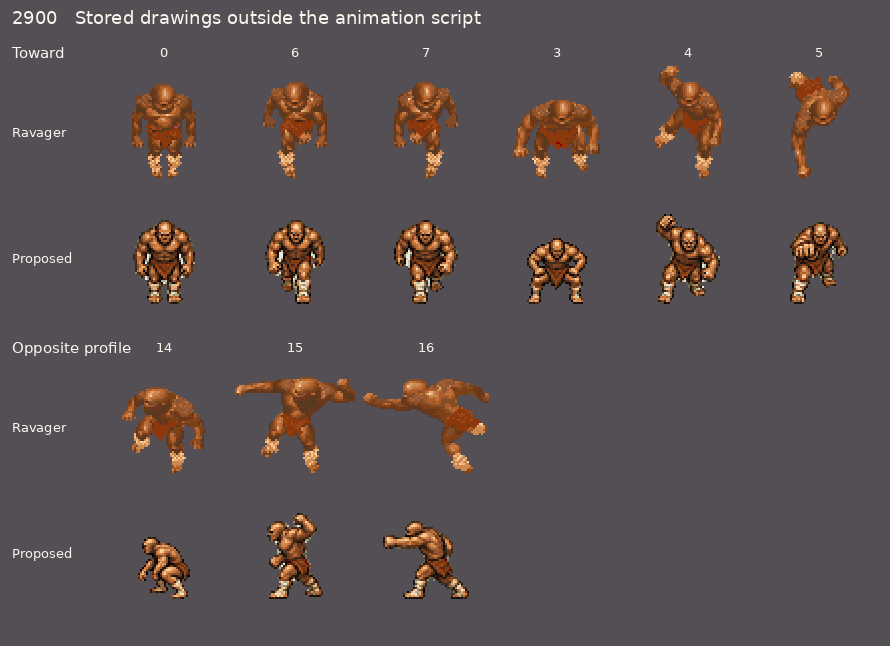 2900 Stored drawings outside the animation script
Toward 0 6 7 3 4 5
Ravager
Proposed
Opposite profile 14 15 16
Ravager
Proposed